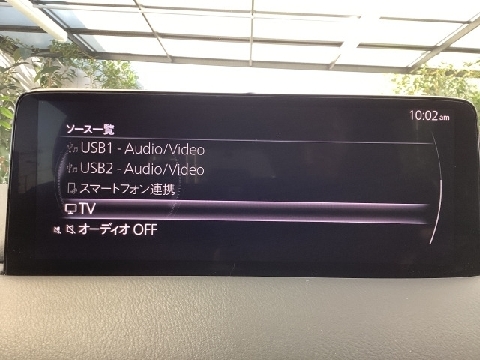 10:02am
ソース一覧
USB1 - Audio/Video
USB2 - Audio/Video
スマートフォン連携
TV
オーディオ OFF